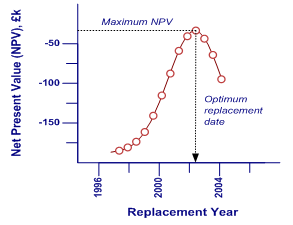 Maximum NPV
Net Present Value (NPV), £k
-50
-100
-150
Optimum
replacement
date
1996
2000
2004
Replacement Year